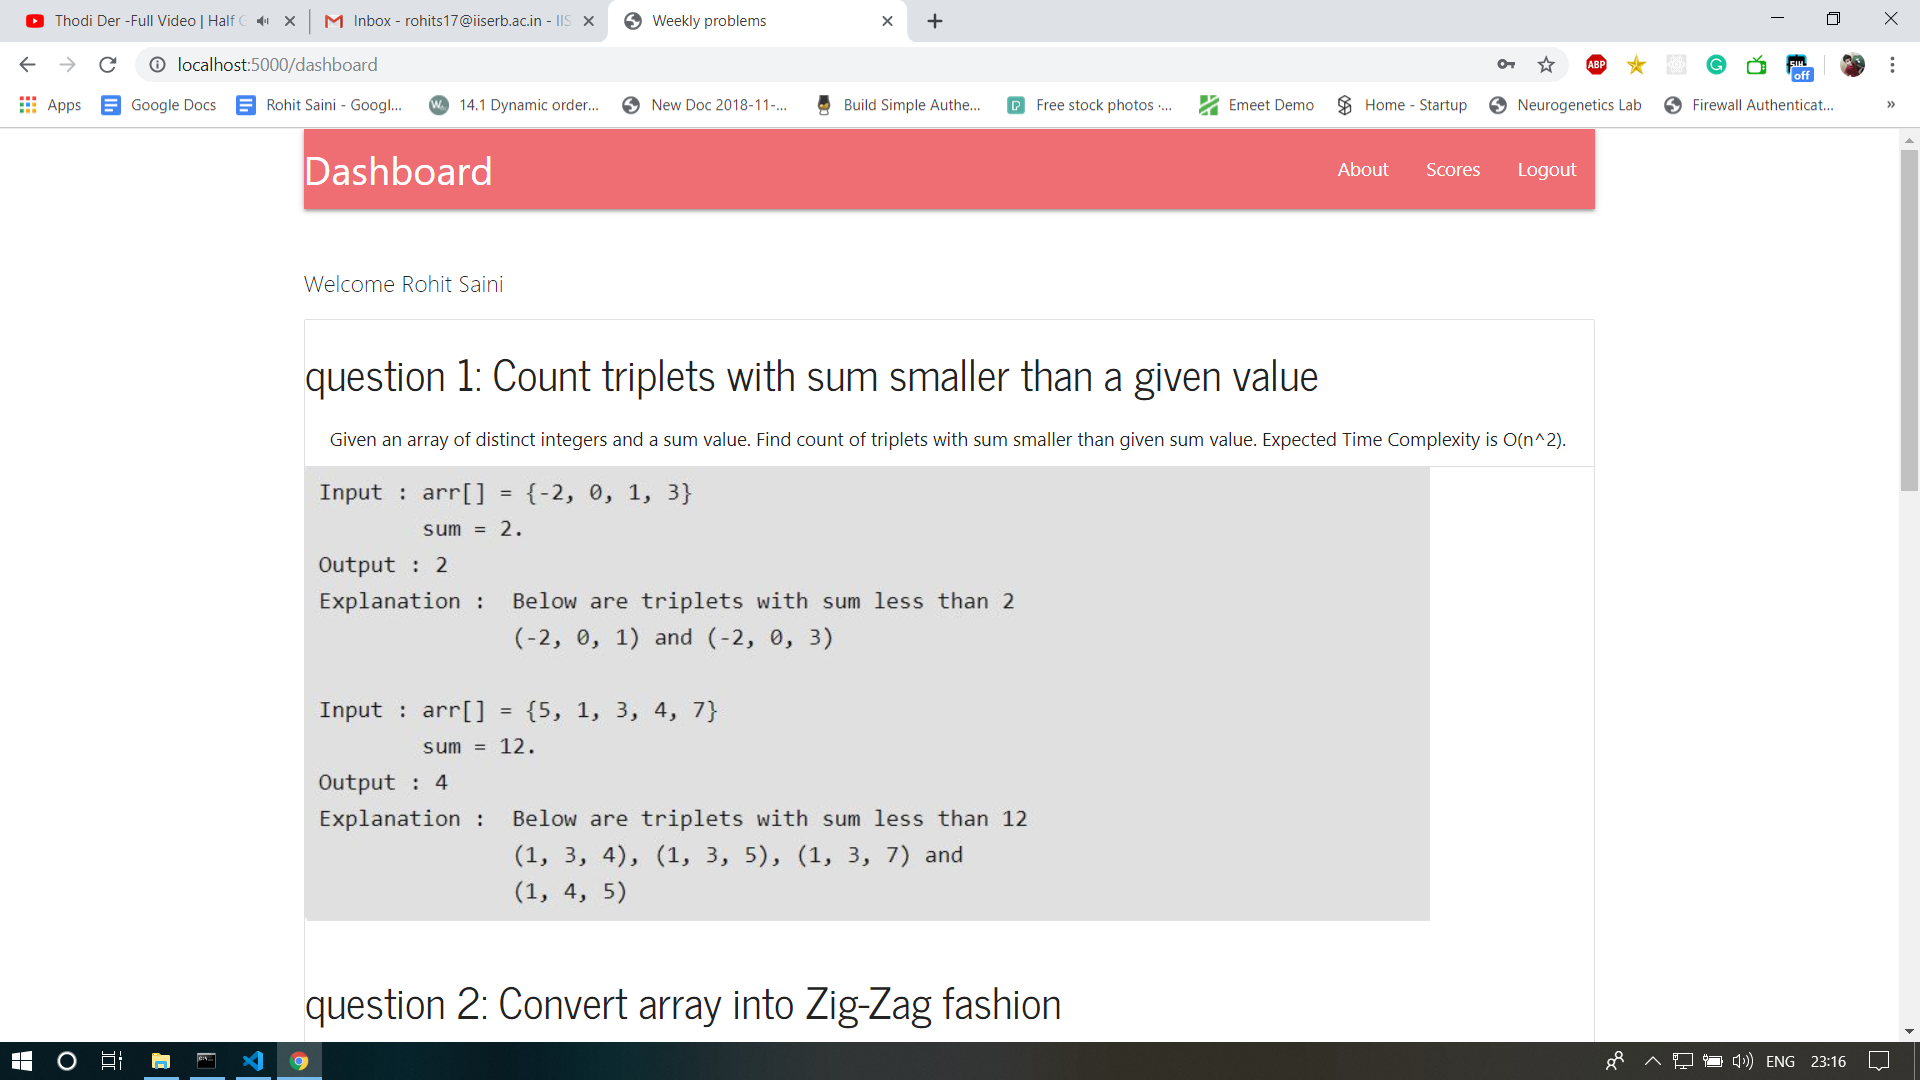 Thodi Der -Full Video | Half
Inbox - rohits17@iiserb.ac.in - IIS
Weekly problems
localhost:5000/dashboard
ABP
off
Apps
Google Docs
Rohit Saini - Googl...
14.1 Dynamic order...
New Doc 2018-11-...
Build Simple Authe...
Free stock photos ·...
Emeet Demo
Home - Startup
Neurogenetics Lab
Firewall Authenticat...
»
Dashboard
About
Scores
Logout
Welcome Rohit Saini
question 1: Count triplets with sum smaller than a given value
Given an array of distinct integers and a sum value. Find count of triplets with sum smaller than given sum value. Expected Time Complexity is O(n^2).
Input : arr[] = {-2, 0, 1, 3}
sum = 2.
Output : 2
Explanation : Below are triplets with sum less than 2
(-2, 0, 1) and (-2, 0, 3)
Input : arr[] = {5, 1, 3, 4, 7}
sum = 12.
Output : 4
Explanation : Below are triplets with sum less than 12
(1, 3, 4), (1, 3, 5), (1, 3, 7) and
(1, 4, 5)
question 2: Convert array into Zig-Zag fashion
ENG
23:16